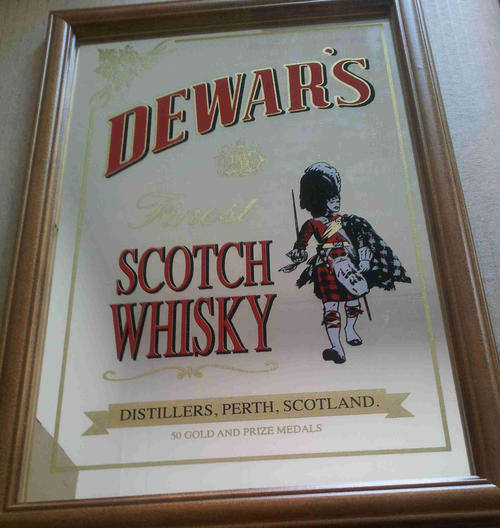 DEWAR'S
Finest
SCOTCH
WHISKY
DISTILLERS, PERTH, SCOTLAND.
50 GOLD AND PRIZE MEDALS